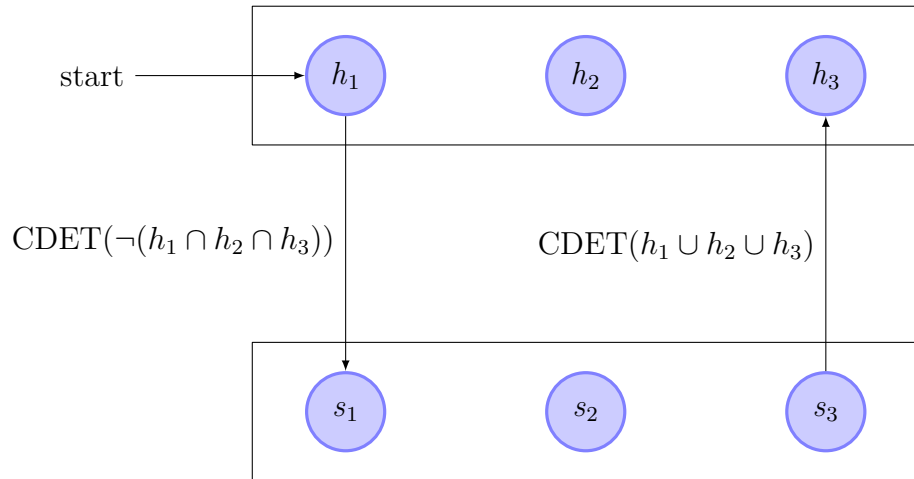 start h₁ h₂ h₃
CDET(¬(h₁ ∩ h₂ ∩ h₃)) CDET(h₁ ∪ h₂ ∪ h₃)
s₁ s₂ s₃